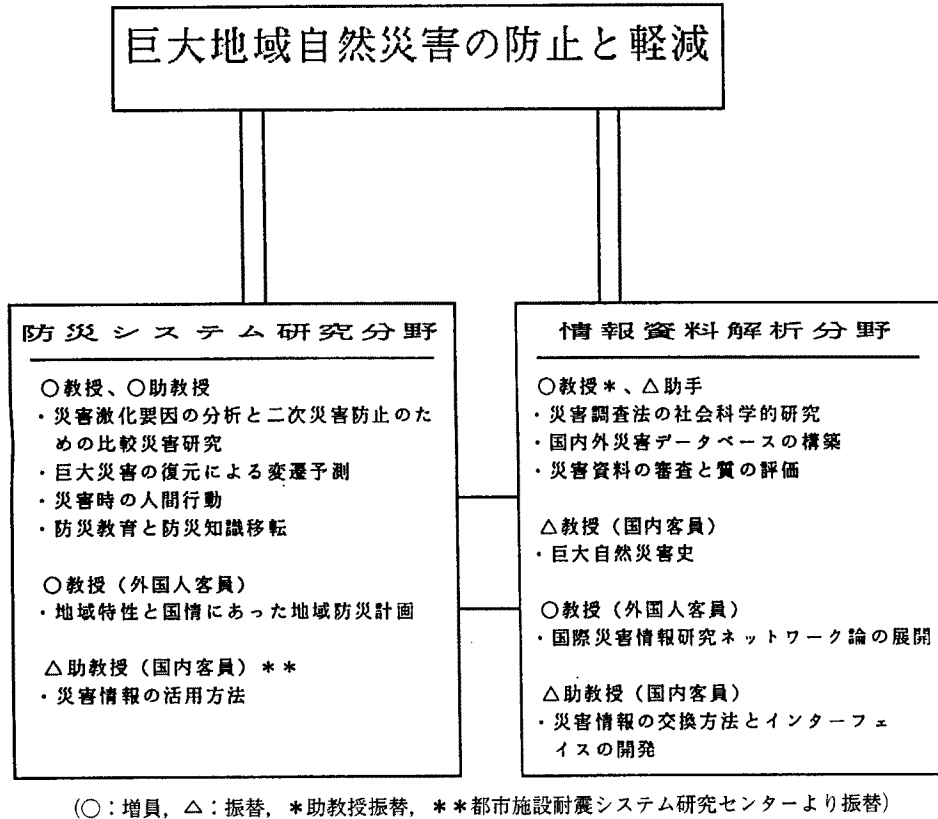 巨大地域自然災害の防止と軽減
防災システム研究分野
○教授、○助教授
・災害激化要因の分析と二次災害防止のた
めの比較災害研究
・巨大災害の復元による変遷予測
・災害時の人間行動
・防災教育と防災知識移転
○教授（外国人客員）
・地域特性と国情にあった地域防災計画
△助教授（国内客員）＊＊
・災害情報の活用方法
情報資料解析分野
○教授＊、△助手
・災害調査法の社会科学的研究
・国内外災害データベースの構築
・災害資料の審査と質の評価
△教授（国内客員）
・巨大自然災害史
○教授（外国人客員）
・国際災害情報研究ネットワーク論の展開
△助教授（国内客員）
・災害情報の交換方法とインターフェ
イスの開発
(○：増員，△：振替，＊助教授振替，＊＊都市施設耐震システム研究センターより振替)